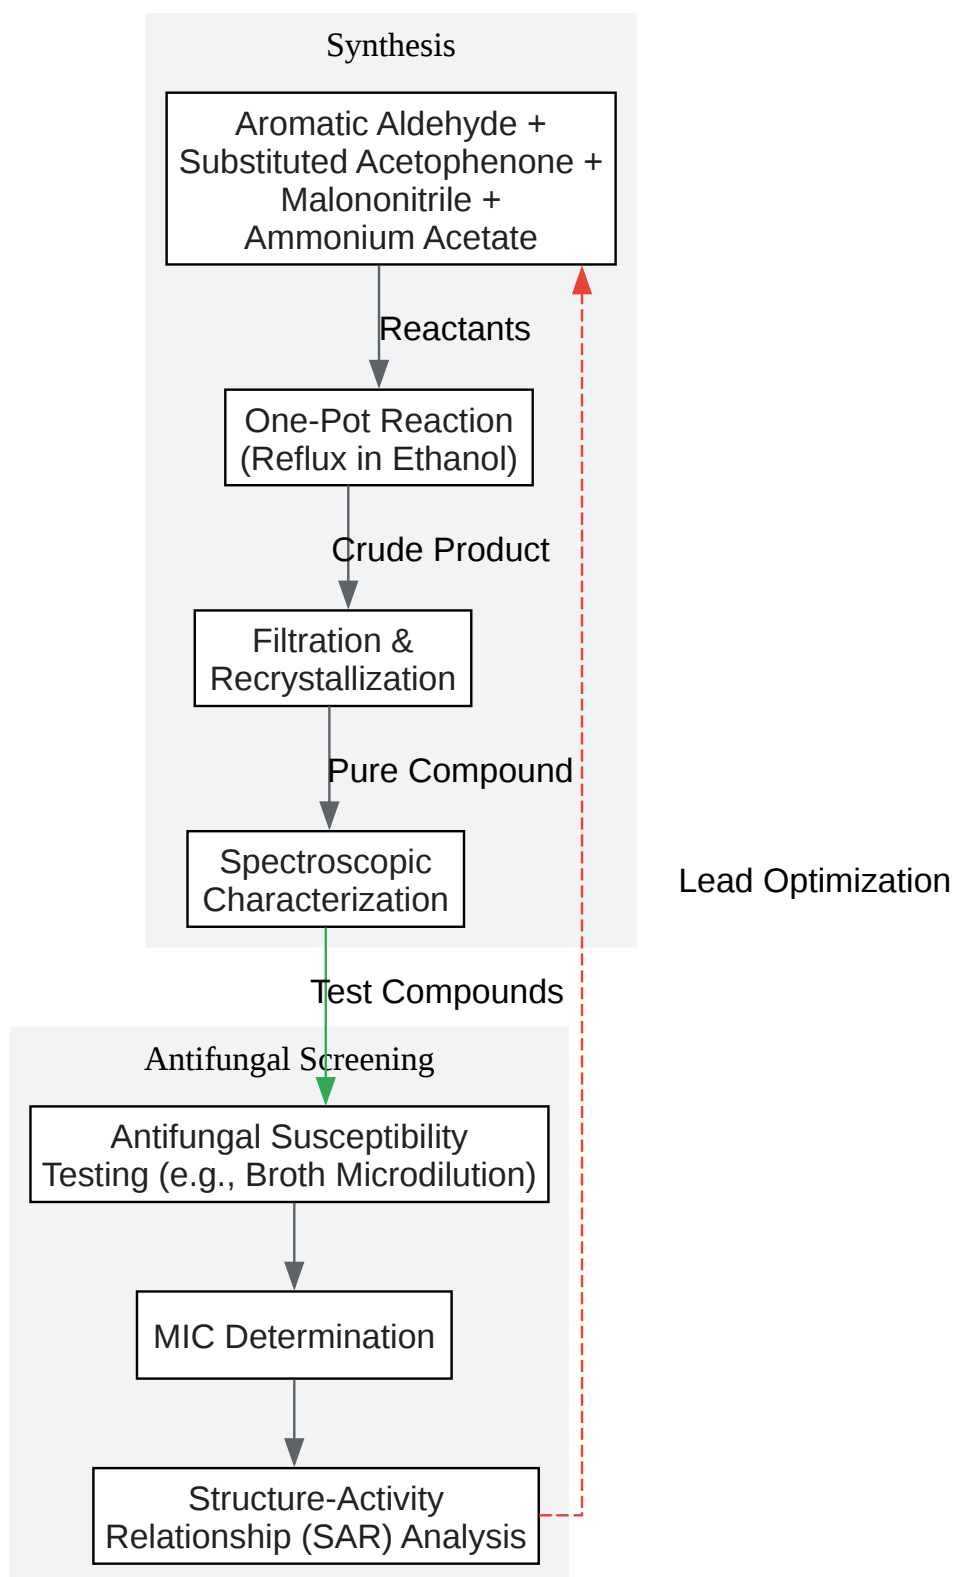 Synthesis
Aromatic Aldehyde +
Substituted Acetophenone +
Malononitrile +
Ammonium Acetate
Reactants
One-Pot Reaction
(Reflux in Ethanol)
Crude Product
Filtration &
Recrystallization
Pure Compound
Spectroscopic
Characterization
Lead Optimization
Test Compounds
Antifungal Screening
Antifungal Susceptibility
Testing (e.g., Broth Microdilution)
MIC Determination
Structure-Activity
Relationship (SAR) Analysis